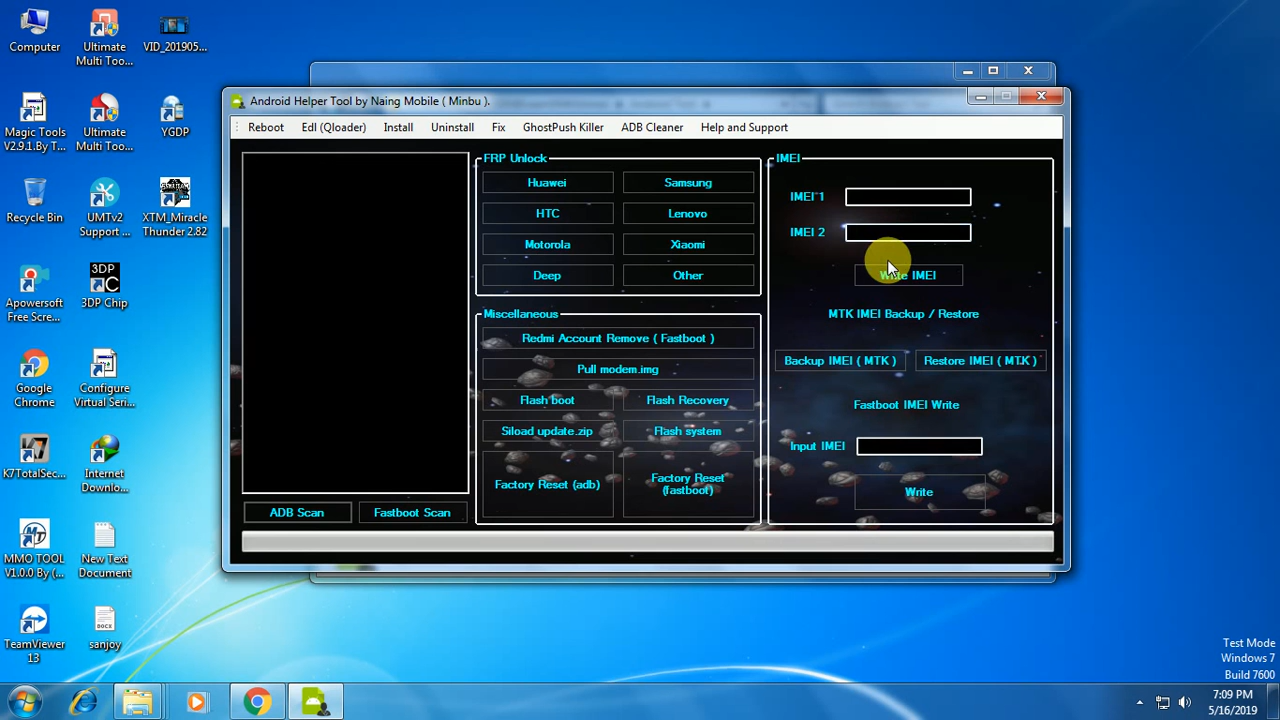 Computer
Ultimate
Multi Too...
VID_201905...
Magic Tools
V2.9.1.By T...
Ultimate
Multi Too...
YGDP
Recycle Bin
UMTv2
Support ...
XTM_Miracle
Thunder 2.82
Apowersoft
Free Scre...
3DP
3DP Chip
Google
Chrome
Configure
Virtual Seri...
K7TotalSec...
Internet
Downlo...
MMO TOOL
V1.0.0 By (...
New Text
Document
TeamViewer
13
sanjoy
Android Helper Tool by Naing Mobile ( Minbu ).
Reboot
Edl (Qloader)
Install
Uninstall
Fix
GhostPush Killer
ADB Cleaner
Help and Support
ADB Scan
Fastboot Scan
FRP Unlock
Huawei
Samsung
HTC
Lenovo
Motorola
Xiaomi
Deep
Other
Miscellaneous
Redmi Account Remove ( Fastboot )
Pull modem.img
Flash boot
Flash Recovery
Siload update.zip
Flash system
Factory Reset (adb)
Factory Reset
(fastboot)
IMEI
IMEI 1
IMEI 2
Write IMEI
MTK IMEI Backup / Restore
Backup IMEI ( MTK )
Restore IMEI ( MTK )
Fastboot IMEI Write
Input IMEI
Write
Test Mode
Windows 7
Build 7600
7:09 PM
5/16/2019